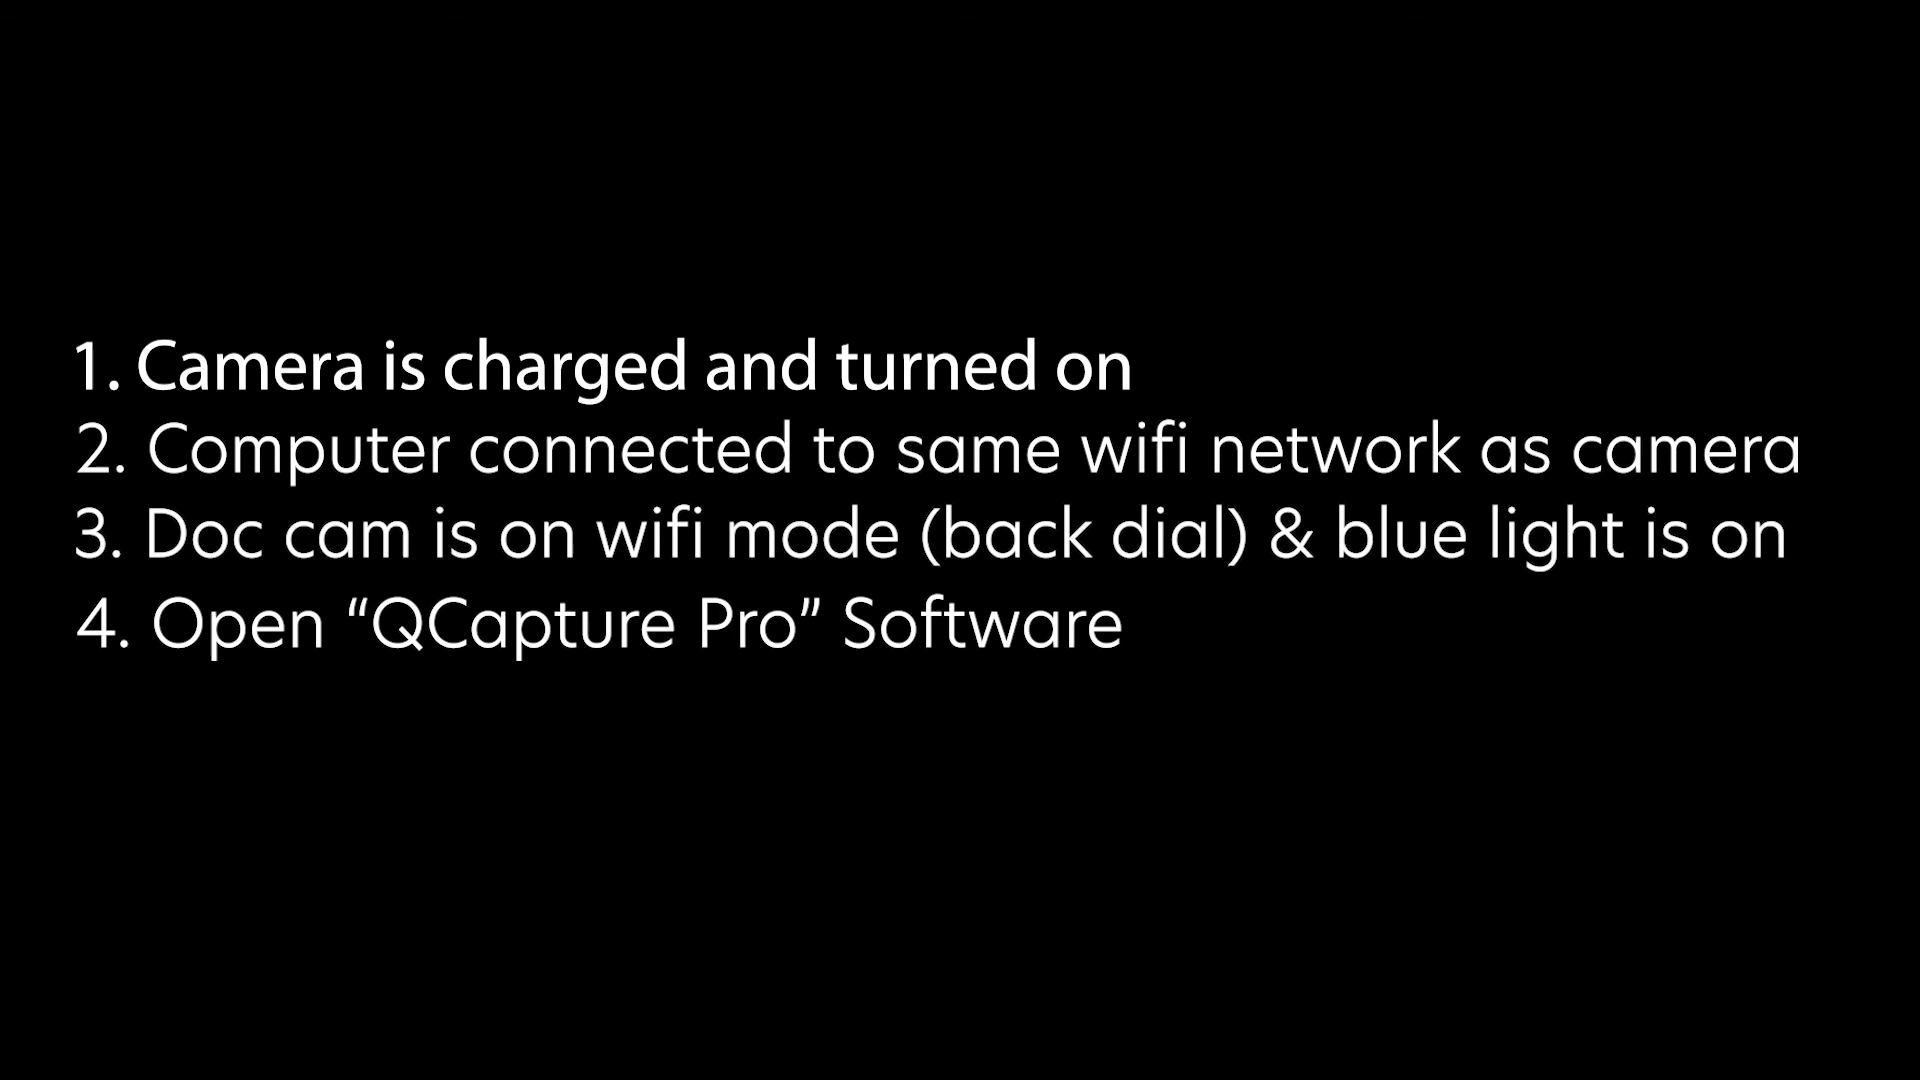 1. Camera is charged and turned on
2. Computer connected to same wifi network as camera
3. Doc cam is on wifi mode (back dial) & blue light is on
4. Open “QCapture Pro” Software